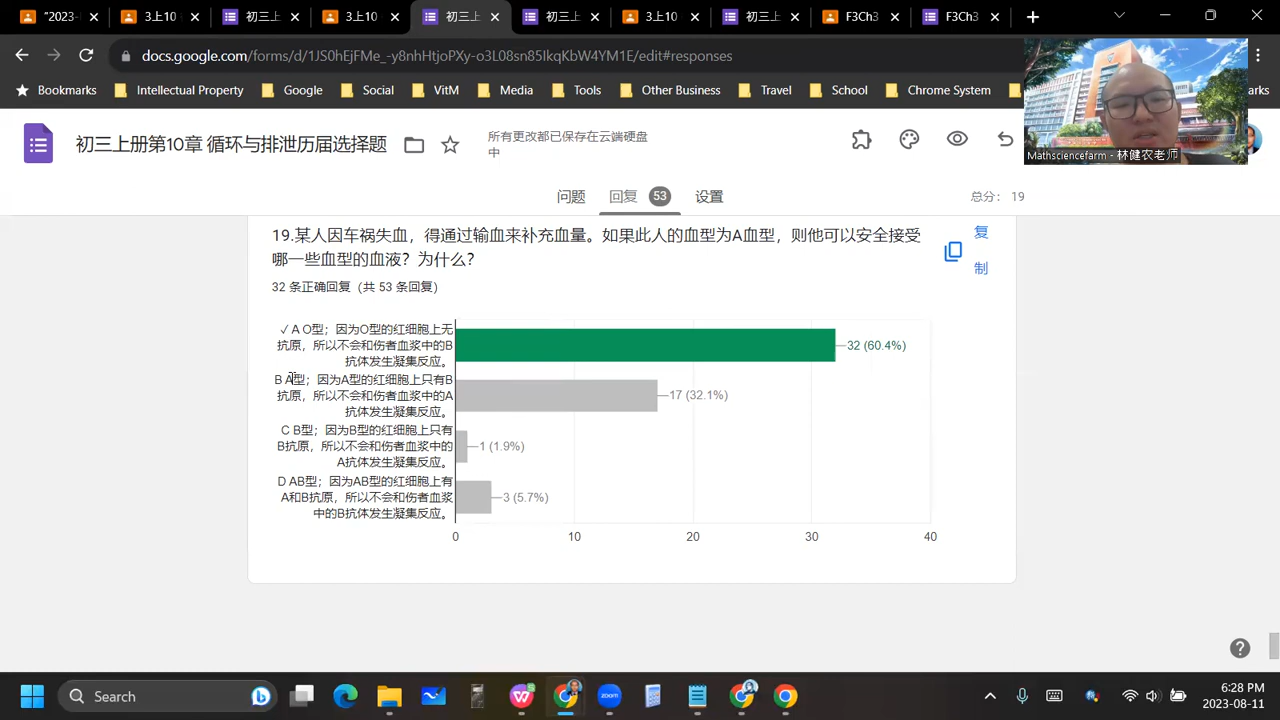 "2023-
3上10
初三上
3上10
初三上
初三上
3上10
初三上
F3Ch3
F3Ch3
docs.google.com/forms/d/1JS0hEjFNze_-y8nhHtjoPXy-o3L08sn8SlkqKbW4YM1E/edit#responses
Bookmarks
Intellectual Property
Google
Social
VitM
Media
Tools
Other Business
Travel
School
Chrome System
Mathsciencefarm - 林健农老师
初三上册第10章 循环与排泄历届选择题
所有更改都已保存在云端硬盘
中
问题
回复
53
设置
总分： 19
19.某人因车祸失血，得通过输血来补充血量。如果此人的血型为A血型，则他可以安全接受
哪一些血型的血液？为什么？
32 条正确回复（共 53 条回复）
复
制
✓ A O型；因为O型的红细胞上无
抗原，所以不会和伤者血浆中的B
抗体发生凝集反应。
32 (60.4%)
B A型；因为A型的红细胞上只有B
抗原，所以不会和伤者血浆中的A
抗体发生凝集反应。
17 (32.1%)
C B型；因为B型的红细胞上只有
B抗原，所以不会和伤者血浆中的
A抗体发生凝集反应。
1 (1.9%)
D AB型；因为AB型的红细胞上有
A和B抗原，所以不会和伤者血浆
中的B抗体发生凝集反应。
3 (5.7%)
0
10
20
30
40
Search
6:28 PM
2023-08-11